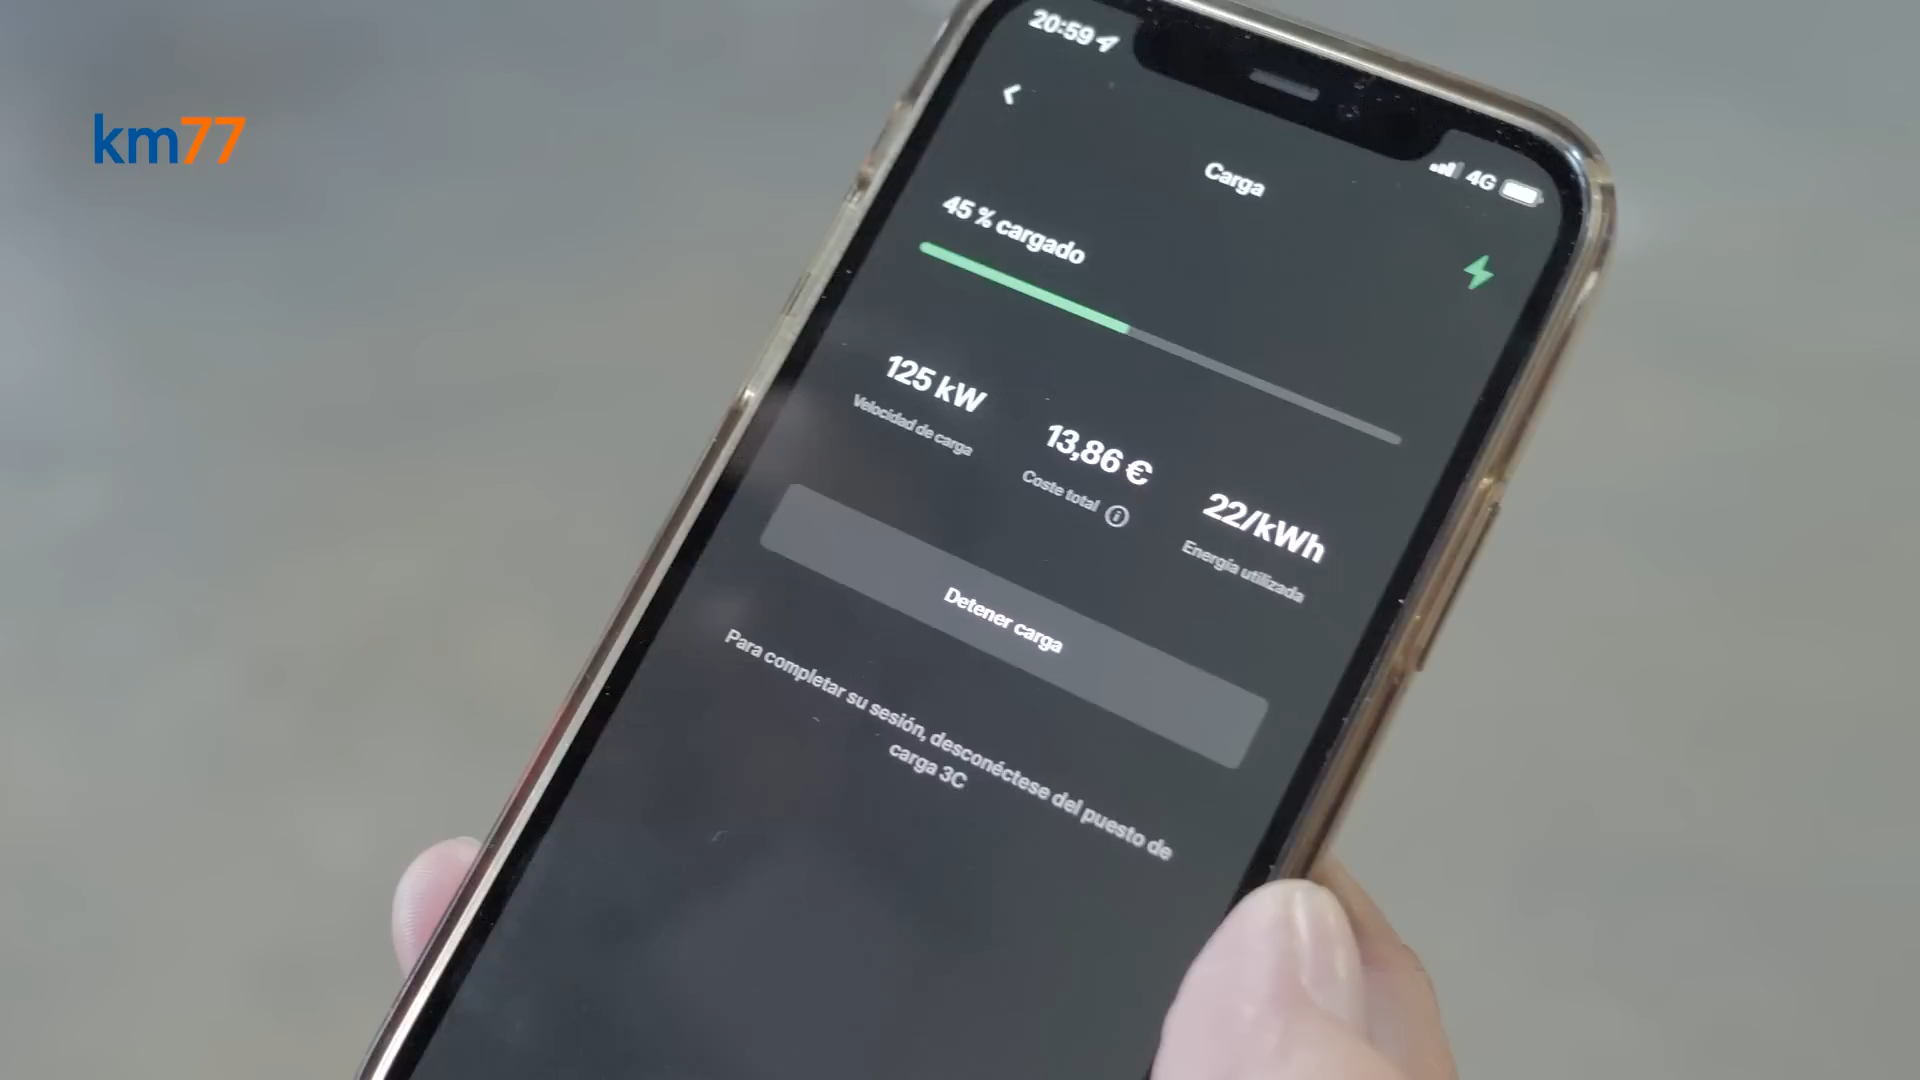 km77
20:59
4G
Carga
45 % cargado
125 kW
Velocidad de carga
13,86 €
Coste total
22/kWh
Energía utilizada
Detener carga
Para completar su sesión, desconéctese del puesto de
carga 3C